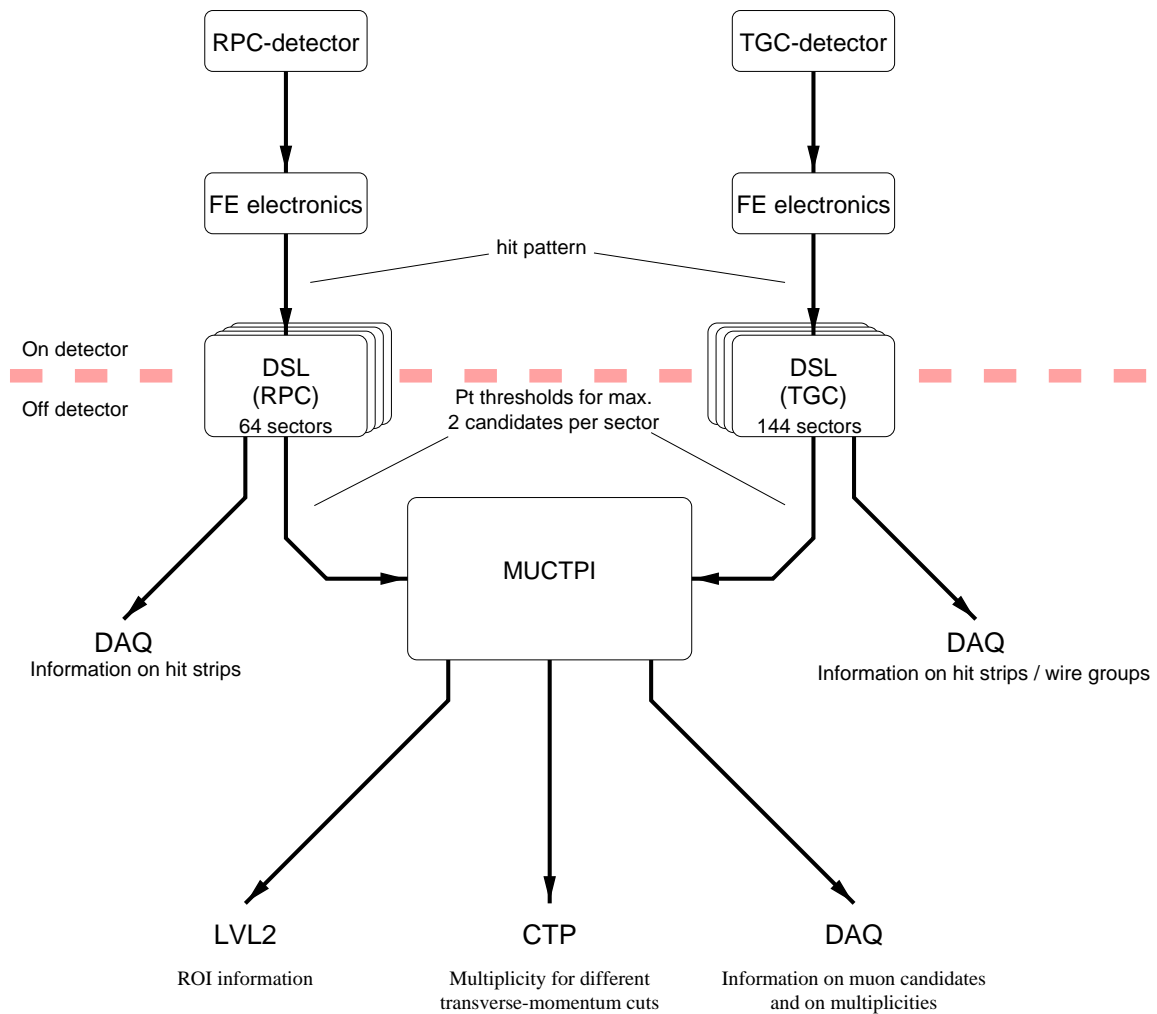 RPC-detector
TGC-detector
FE electronics
FE electronics
hit pattern
On detector
Off detector
DSL
(RPC)
64 sectors
Pt thresholds for max.
2 candidates per sector
DSL
(TGC)
144 sectors
MUCTPI
DAQ
Information on hit strips
DAQ
Information on hit strips / wire groups
LVL2
ROI information
CTP
Multiplicity for different
transverse-momentum cuts
DAQ
Information on muon candidates
and on multiplicities